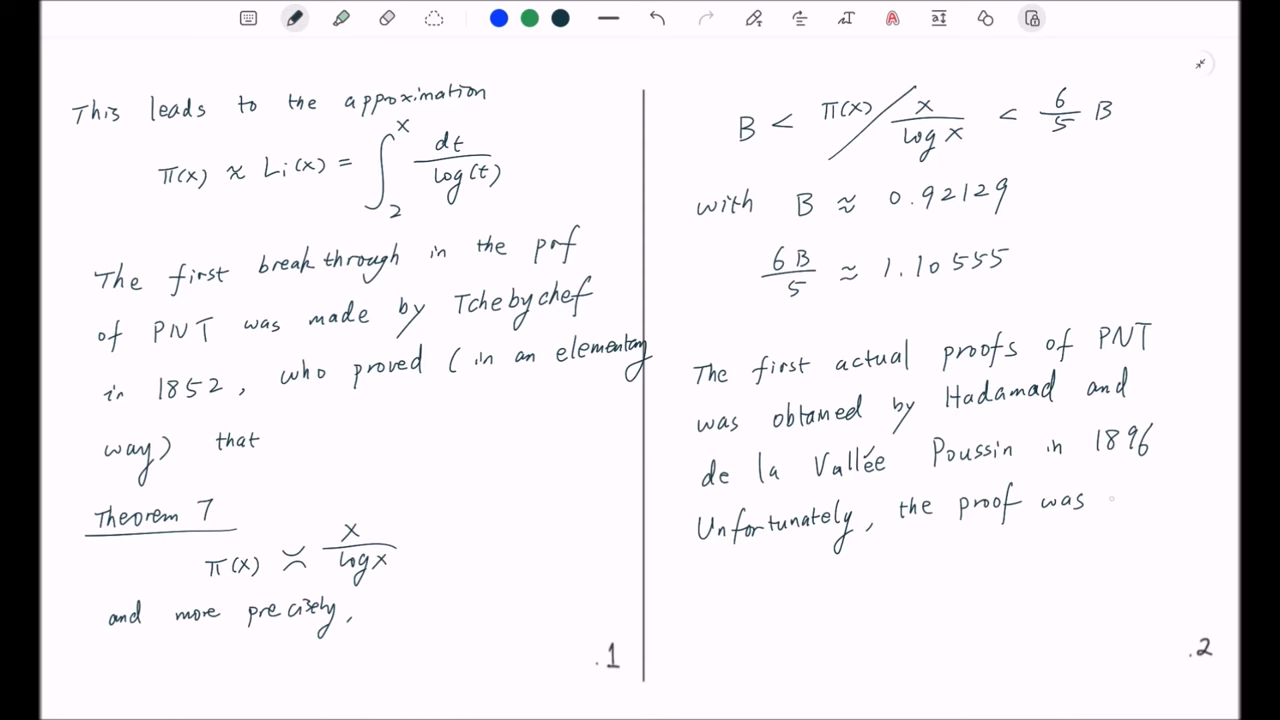 This leads to the approximation
π(x) ≈ Li(x) = ∫_2^x dt/log(t)
The first breakthrough in the prf
of PNT was made by Tchebychef
in 1852, who proved (in an elementary
way) that
Theorem 7
π(x) ≍ x/log x
and more precisely,
.1
B < π(x) / (x/log x) < 6/5 B
with B ≈ 0.92129
6B/5 ≈ 1.10555
The first actual proofs of PNT
was obtained by Hadamad and
de la Vallée Poussin in 1896
Unfortunately, the proof was
.2